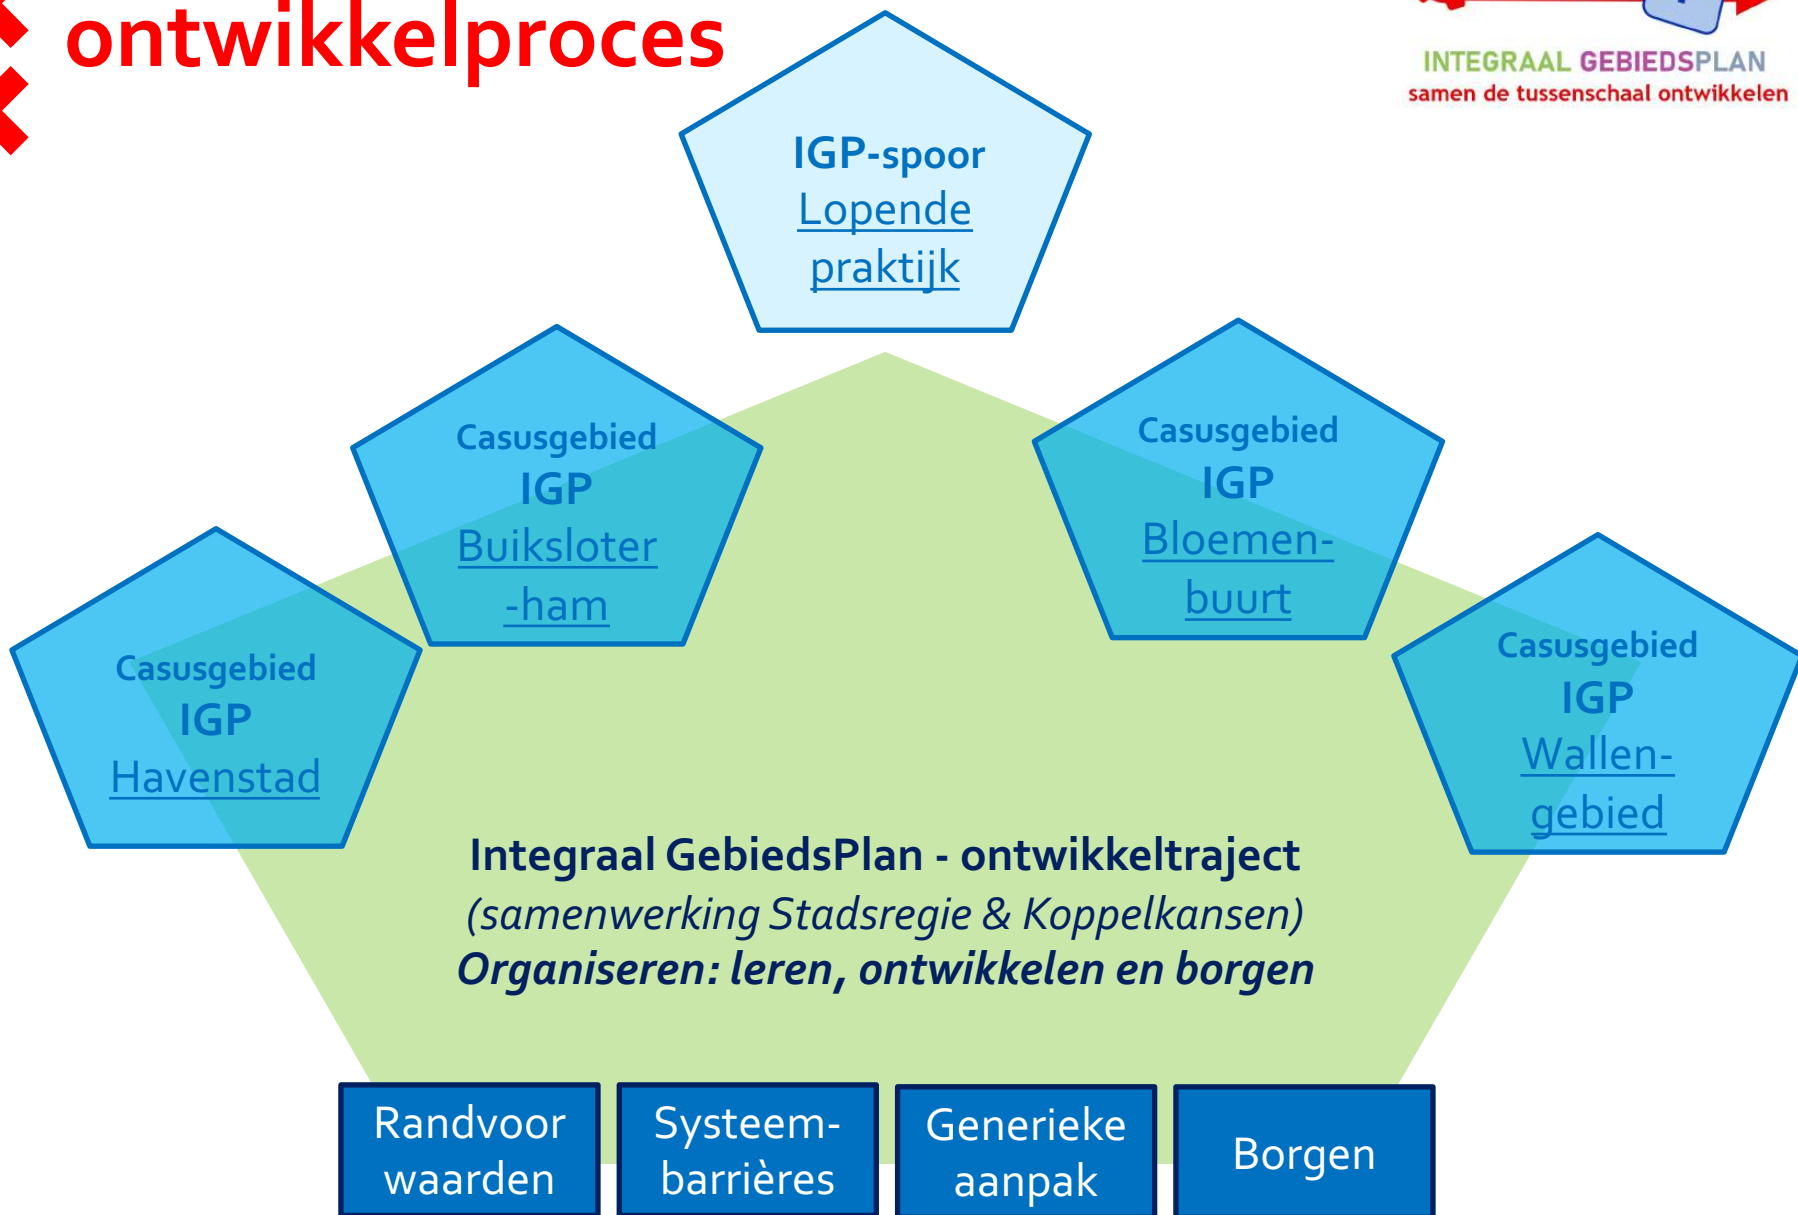 ontwikkelproces
INTEGRAAL GEBIEDSPLAN
samen de tussenschaal ontwikkelen
IGP-spoor
Lopende
praktijk
Casusgebied
IGP
Buiksloter
-ham
Casusgebied
IGP
Bloemen-
buurt
Casusgebied
IGP
Havenstad
Casusgebied
IGP
Wallen-
gebied
Integraal GebiedsPlan - ontwikkeltraject
(samenwerking Stadsregie & Koppelkansen)
Organiseren: leren, ontwikkelen en borgen
Randvoor
waarden
Systeem-
barrières
Generieke
aanpak
Borgen